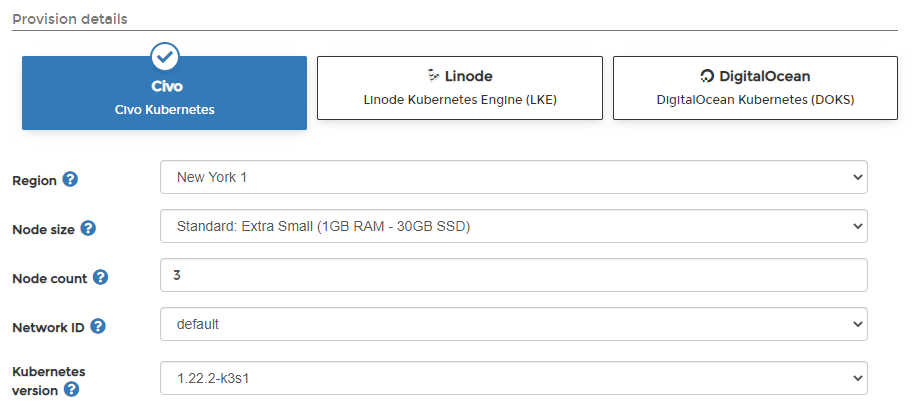 Provision details
Civo
Civo Kubernetes
Linode
Linode Kubernetes Engine (LKE)
DigitalOcean
DigitalOcean Kubernetes (DOKS)
Region ?
New York 1
Node size ?
Standard: Extra Small (1GB RAM - 30GB SSD)
Node count ?
3
Network ID ?
default
Kubernetes
version ?
1.22.2-k3s1